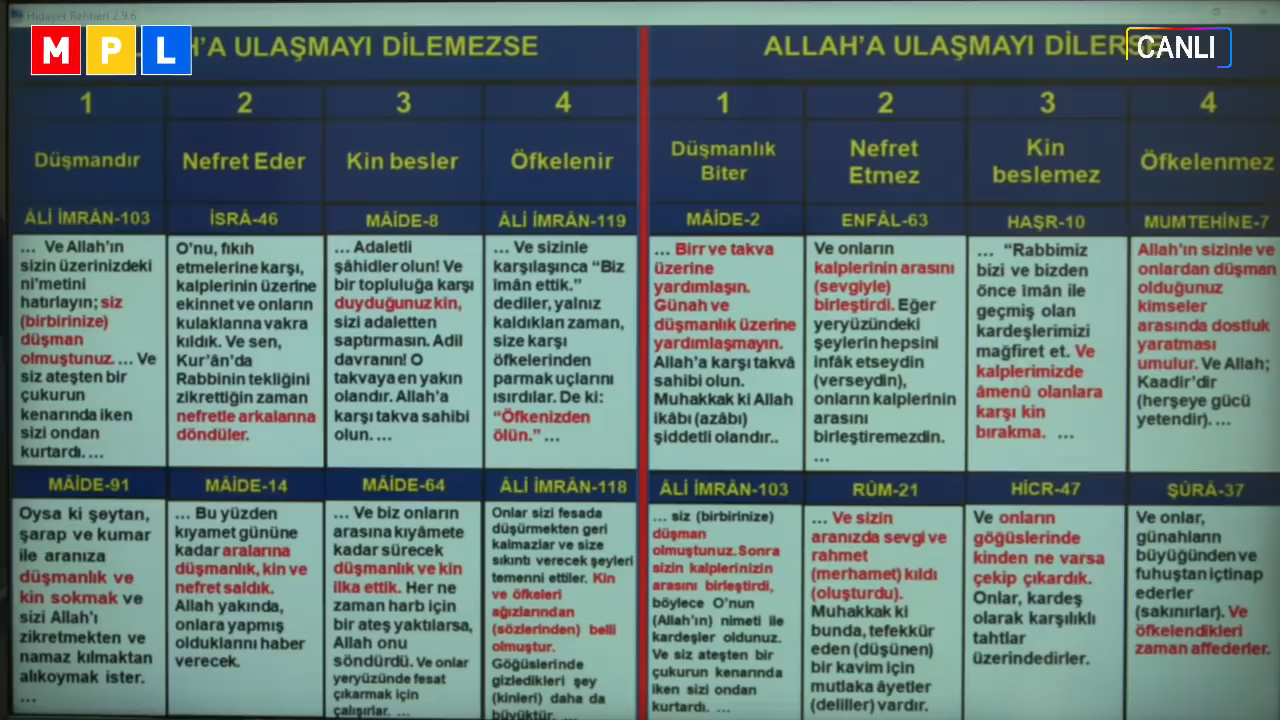 Hidayet Rehberi 2.9.6
MPL
CANLI
H'A ULAŞMAYI DİLEMEZSE
1
2
3
4
Düşmandır
Nefret Eder
Kin besler
Öfkelenir
ÂLİ İMRÂN-103
... Ve Allah'ın
sizin üzerinizdeki
ni'metini
hatırlayın; siz
(birbirinize)
düşman
olmuştunuz. ... Ve
siz ateşten bir
çukurun
kenarında iken
sizi ondan
kurtardı. ...
İSRÂ-46
O'nu, fıkıh
etmelerine karşı,
kalplerinin üzerine
ekinnet ve onların
kulaklarına vakra
kıldık. Ve sen,
Kur'ân'da
Rabbinin tekliğini
zikrettiğin zaman
nefretle arkalarına
döndüler.
MÂİDE-8
... Adaletli
şâhidler olun! Ve
bir topluluğa karşı
duyduğunuz kin,
sizi adaletten
saptırmasın. Adil
davranın! O
takvaya en yakın
olandır. Allah'a
karşı takva sahibi
olun. ...
ÂLİ İMRÂN-119
... Ve sizinle
karşılaşınca “Biz
îmân ettik.”
dediler, yalnız
kaldıkları zaman,
size karşı
öfkelerinden
parmak uçlarını
ısırdılar. De ki:
“Öfkenizden
ölün.” ...
MÂİDE-91
Oysa ki şeytan,
şarap ve kumar
ile aranıza
düşmanlık ve
kin sokmak ve
sizi Allah'ı
zikretmekten ve
namaz kılmaktan
alıkoymak ister.
...
MÂİDE-14
... Bu yüzden
kıyamet gününe
kadar aralarına
düşmanlık, kin ve
nefret saldık.
Allah yakında,
onlara yapmış
olduklarını haber
verecek.
MÂİDE-64
... Ve biz onların
arasına kıyâmete
kadar sürecek
düşmanlık ve kin
ilka ettik. Her ne
zaman harb için
bir ateş yaktılarsa,
Allah onu
söndürdü. Ve onlar
yeryüzünde fesat
çıkarmak için
çalışırlar. ...
ÂLİ İMRÂN-118
Onlar sizi fesada
düşürmekten geri
kalmazlar ve size
sıkıntı verecek şeyleri
temenni ettiler. Kin
ve öfkeleri
ağızlarından
(sözlerinden) belli
olmuştur.
Göğüslerinde
gizledikleri şey
(kinleri) daha da
büyüktür. ...
ALLAH'A ULAŞMAYI DİLERSE
1
2
3
4
Düşmanlık
Biter
Nefret
Etmez
Kin
beslemez
Öfkelenmez
MÂİDE-2
... Birr ve takva
üzerine
yardımlaşın.
Günah ve
düşmanlık üzerine
yardımlaşmayın.
Allah'a karşı takvâ
sahibi olun.
Muhakkak ki Allah
ikâbı (azâbı)
şiddetli olandır..
ENFÂL-63
Ve onların
kalplerinin arasını
(sevgiyle)
birleştirdi. Eğer
yeryüzündeki
şeylerin hepsini
infâk etseydin
(verseydin),
onların kalplerinin
arasını
birleştiremezdin.
...
HAŞR-10
... “Rabbimiz
bizi ve bizden
önce îmân ile
geçmiş olan
kardeşlerimizi
mağfiret et. Ve
kalplerimizde
âmenû olanlara
karşı kin
bırakma. ...
MUMTEHİNE-7
Allah'ın sizinle ve
onlardan düşman
olduğunuz
kimseler
arasında dostluk
yaratması
umulur. Ve Allah;
Kaadir'dir
(herşeye gücü
yetendir). ...
ÂLİ İMRÂN-103
... siz (birbirinize)
düşman
olmuştunuz.Sonra
sizin kalplerinizin
arasını birleştirdi,
böylece O'nun
(Allah'ın) nimeti ile
kardeşler oldunuz.
Ve siz ateşten bir
çukurun kenarında
iken sizi ondan
kurtardı. ...
RÛM-21
... Ve sizin
aranızda sevgi ve
rahmet
(merhamet) kıldı
(oluşturdu).
Muhakkak ki
bunda, tefekkür
eden (düşünen)
bir kavim için
mutlaka âyetler
(deliller) vardır.
HİCR-47
Ve onların
göğüslerinde
kinden ne varsa
çekip çıkardık.
Onlar, kardeş
olarak karşılıklı
tahtlar
üzerindedirler.
ŞÛRÂ-37
Ve onlar,
günahların
büyüğünden ve
fuhuştan içtinap
ederler
(sakınırlar). Ve
öfkelendikleri
zaman affederler.